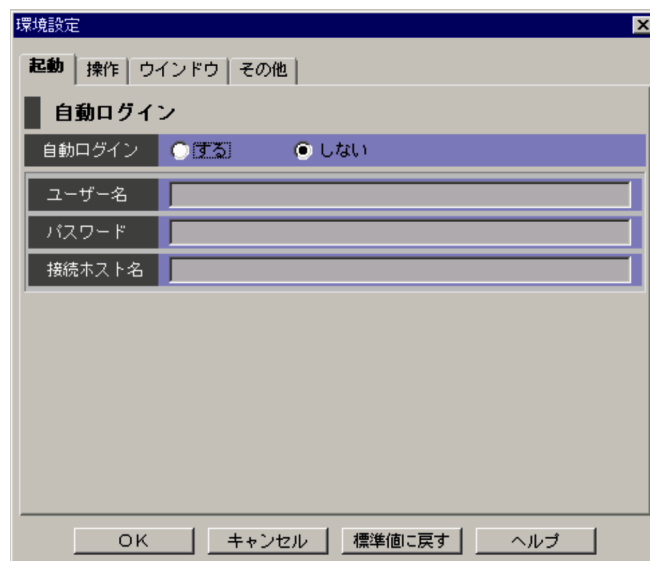 環境設定
起動 操作 ウインドウ その他
自動ログイン
自動ログイン する しない
ユーザー名
パスワード
接続ホスト名
OK キャンセル 標準値に戻す ヘルプ